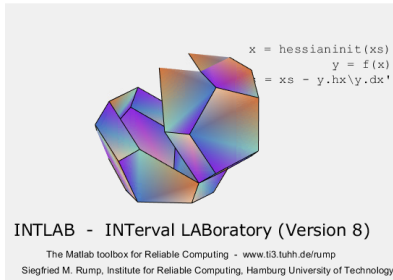 x = hessianinit(xs)
y = f(x)
= xs - y.hx\y.dx'
INTLAB - INTerval LABoratory (Version 8)
The Matlab toolbox for Reliable Computing - www.ti3.tuhh.de/rump
Siegfried M. Rump, Institute for Reliable Computing, Hamburg University of Technology